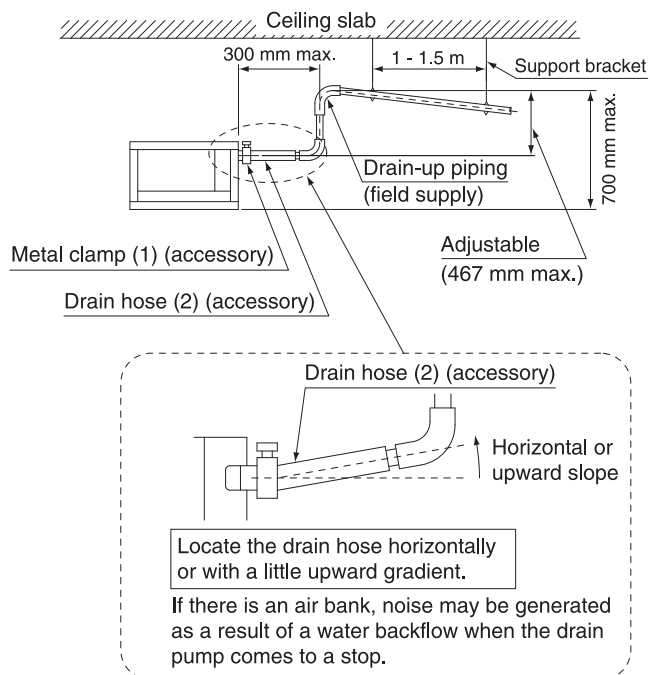 Ceiling slab
300 mm max.
1 - 1.5 m
Support bracket
700 mm max.
Drain-up piping
(field supply)
Adjustable
(467 mm max.)
Metal clamp (1) (accessory)
Drain hose (2) (accessory)
Drain hose (2) (accessory)
Horizontal or
upward slope
Locate the drain hose horizontally
or with a little upward gradient.
If there is an air bank, noise may be generated
as a result of a water backflow when the drain
pump comes to a stop.